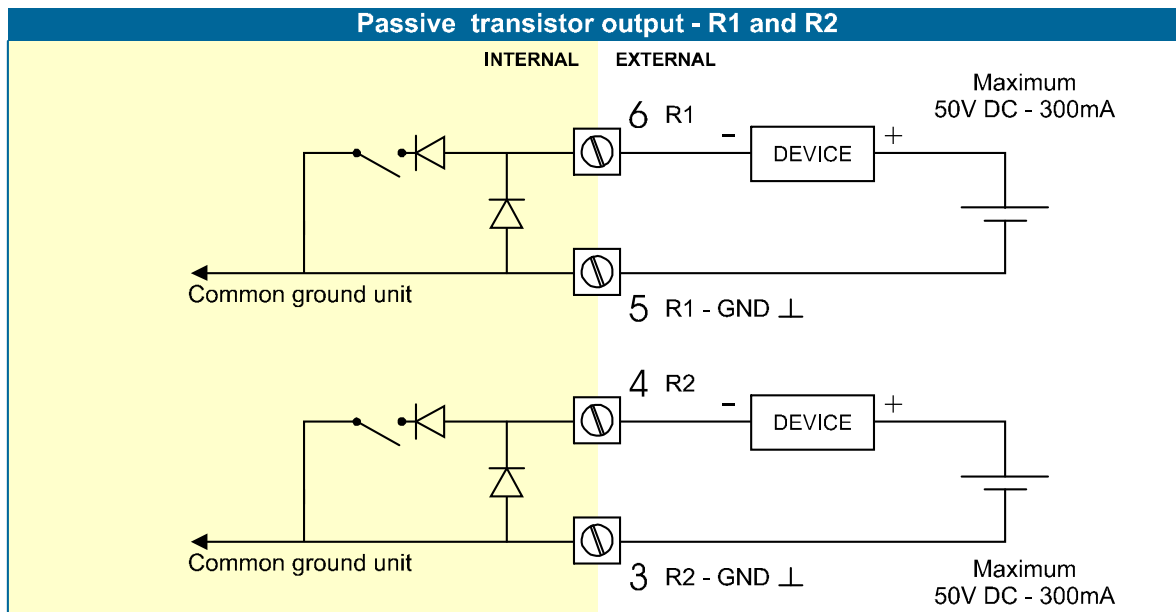 Passive transistor output - R1 and R2
INTERNAL EXTERNAL
Maximum
50V DC - 300mA
6 R1
- DEVICE +
Common ground unit
5 R1 - GND ⊥
4 R2
- DEVICE +
Common ground unit
3 R2 - GND ⊥
Maximum
50V DC - 300mA